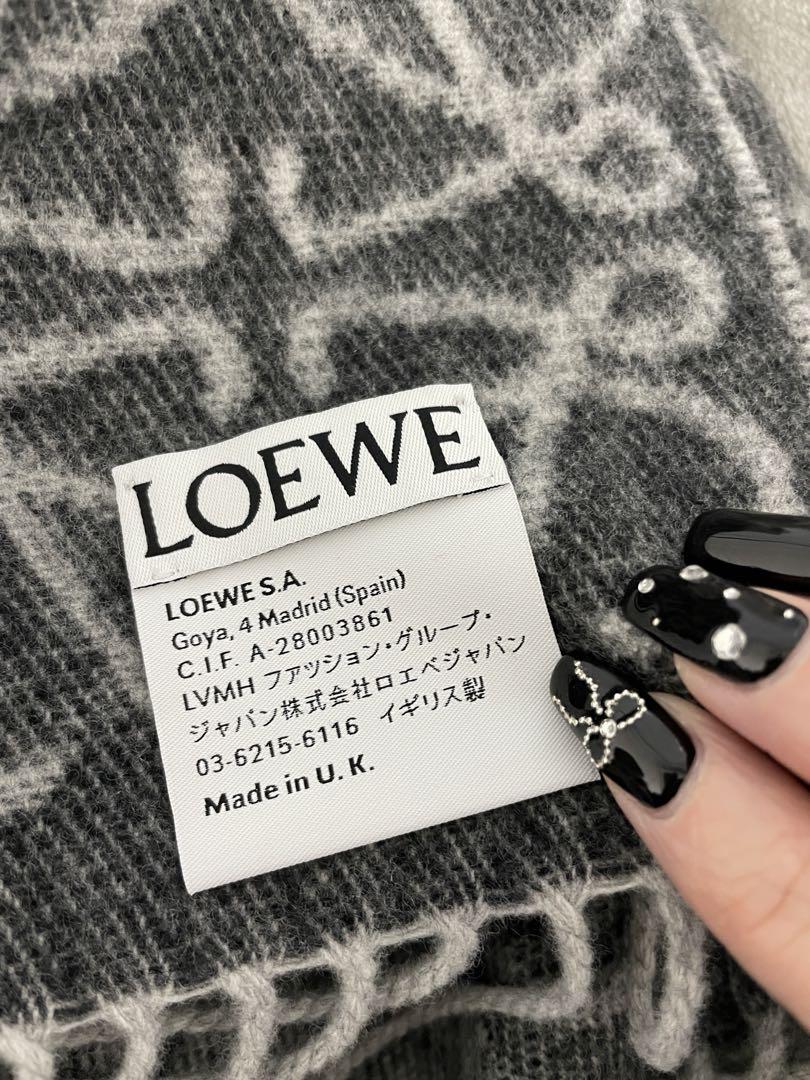 LOEWE
LOEWE S.A.
Goya, 4 Madrid (Spain)
C.I.F. A-28003861
LVMH ファッション・グループ・
ジャパン株式会社ロエベジャパン
03-6215-6116 イギリス製
Made in U. K.